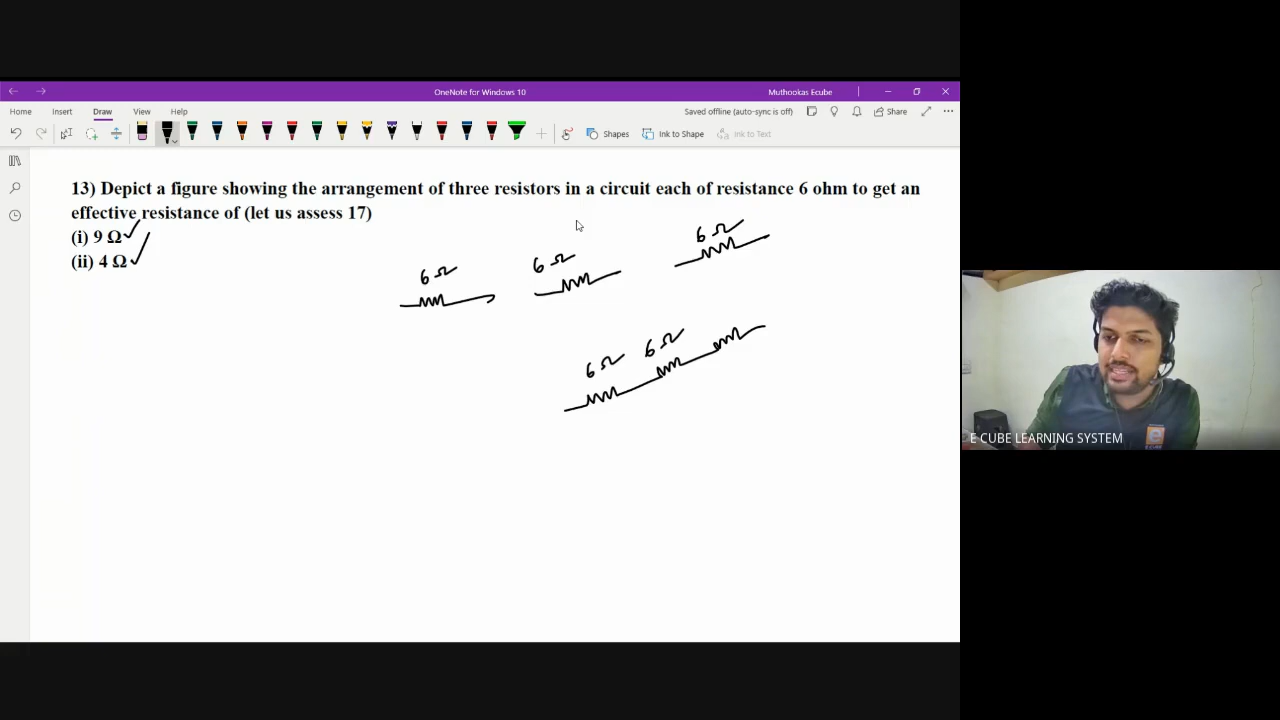 OneNote for Windows 10
Muthookas Ecube
Home Insert Draw View Help
Saved offline (auto-sync is off)
Share
Shapes
Ink to Shape
Ink to Text
13) Depict a figure showing the arrangement of three resistors in a circuit each of resistance 6 ohm to get an
effective resistance of (let us assess 17)
(i) 9 Ω
(ii) 4 Ω
6 Ω
6 Ω
6 Ω
6 Ω
6 Ω
E CUBE LEARNING SYSTEM